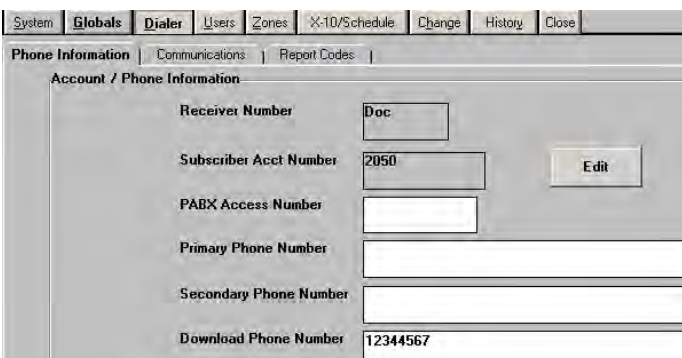 System Globals Dialer Users Zones X-10/Schedule Change History Close
Phone Information Communications Report Codes
Account / Phone Information
Receiver Number Doc
Subscriber Acct Number 2050 Edit
PABX Access Number
Primary Phone Number
Secondary Phone Number
Download Phone Number 12344567